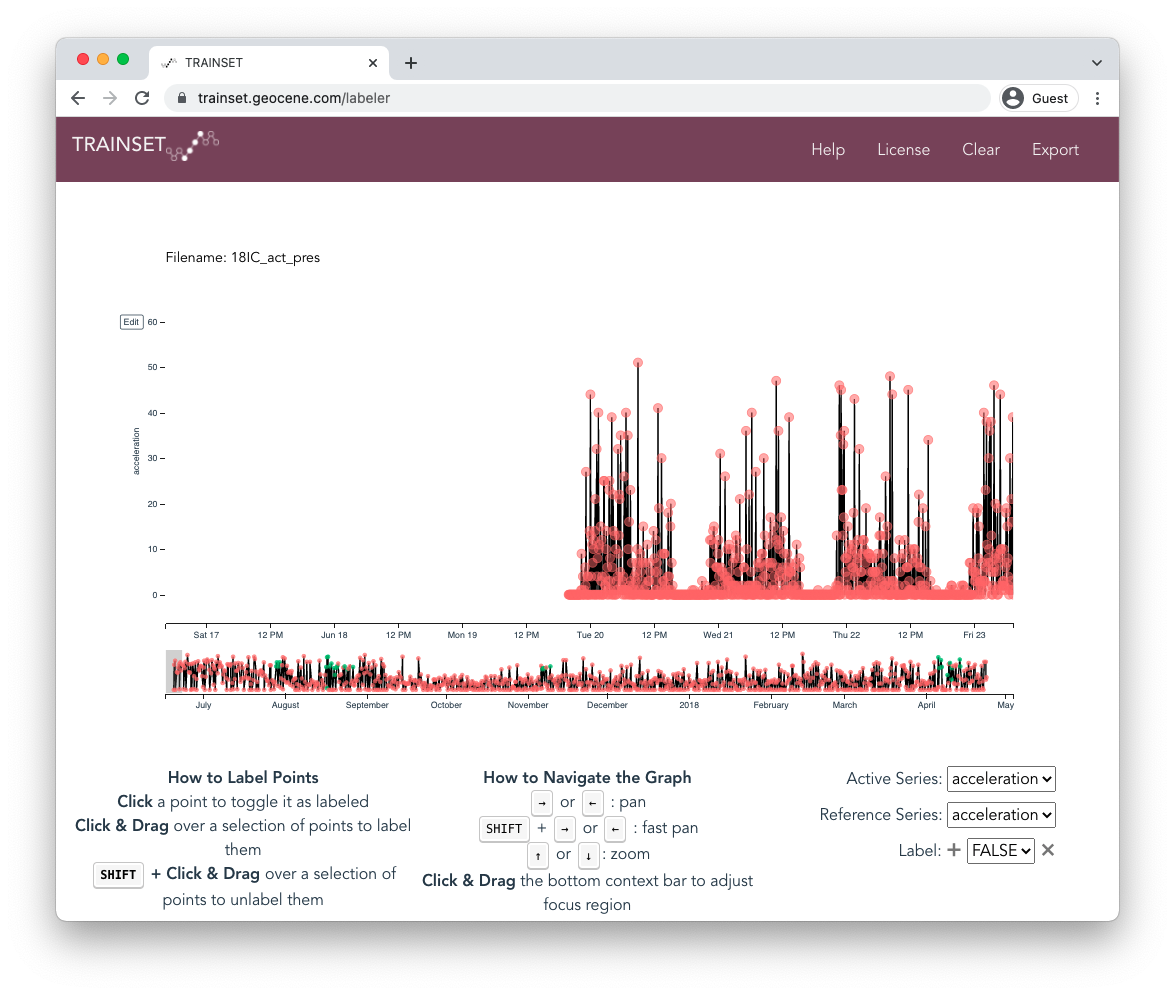 TRAINSET
trainset.geocene.com/labeler
Guest
TRAINSET
Help License Clear Export
Filename: 18IC_act_pres
Edit
60
50
40
30
20
10
0
acceleration
Sat 17 12 PM Jun 18 12 PM Mon 19 12 PM Tue 20 12 PM Wed 21 12 PM Thu 22 12 PM Fri 23
July August September October November December 2018 February March April May
How to Label Points
Click a point to toggle it as labeled
Click & Drag over a selection of points to label
them
SHIFT + Click & Drag over a selection of
points to unlabel them
How to Navigate the Graph
→ or ← : pan
SHIFT + → or ← : fast pan
↑ or ↓ : zoom
Click & Drag the bottom context bar to adjust
focus region
Active Series: acceleration
Reference Series: acceleration
Label: + FALSE ×